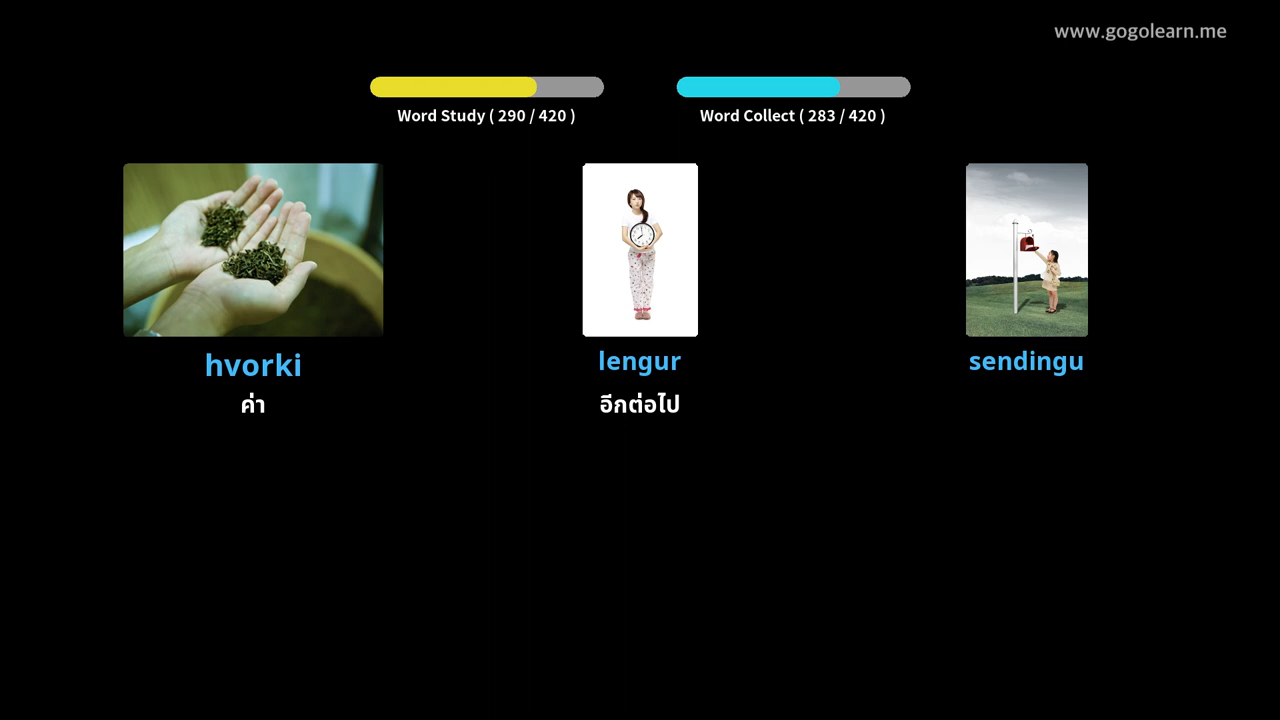 www.gogolearn.me
Word Study ( 290 / 420 )
Word Collect ( 283 / 420 )
hvorki
lengur
sendingu
ค่า
อีกต่อไป